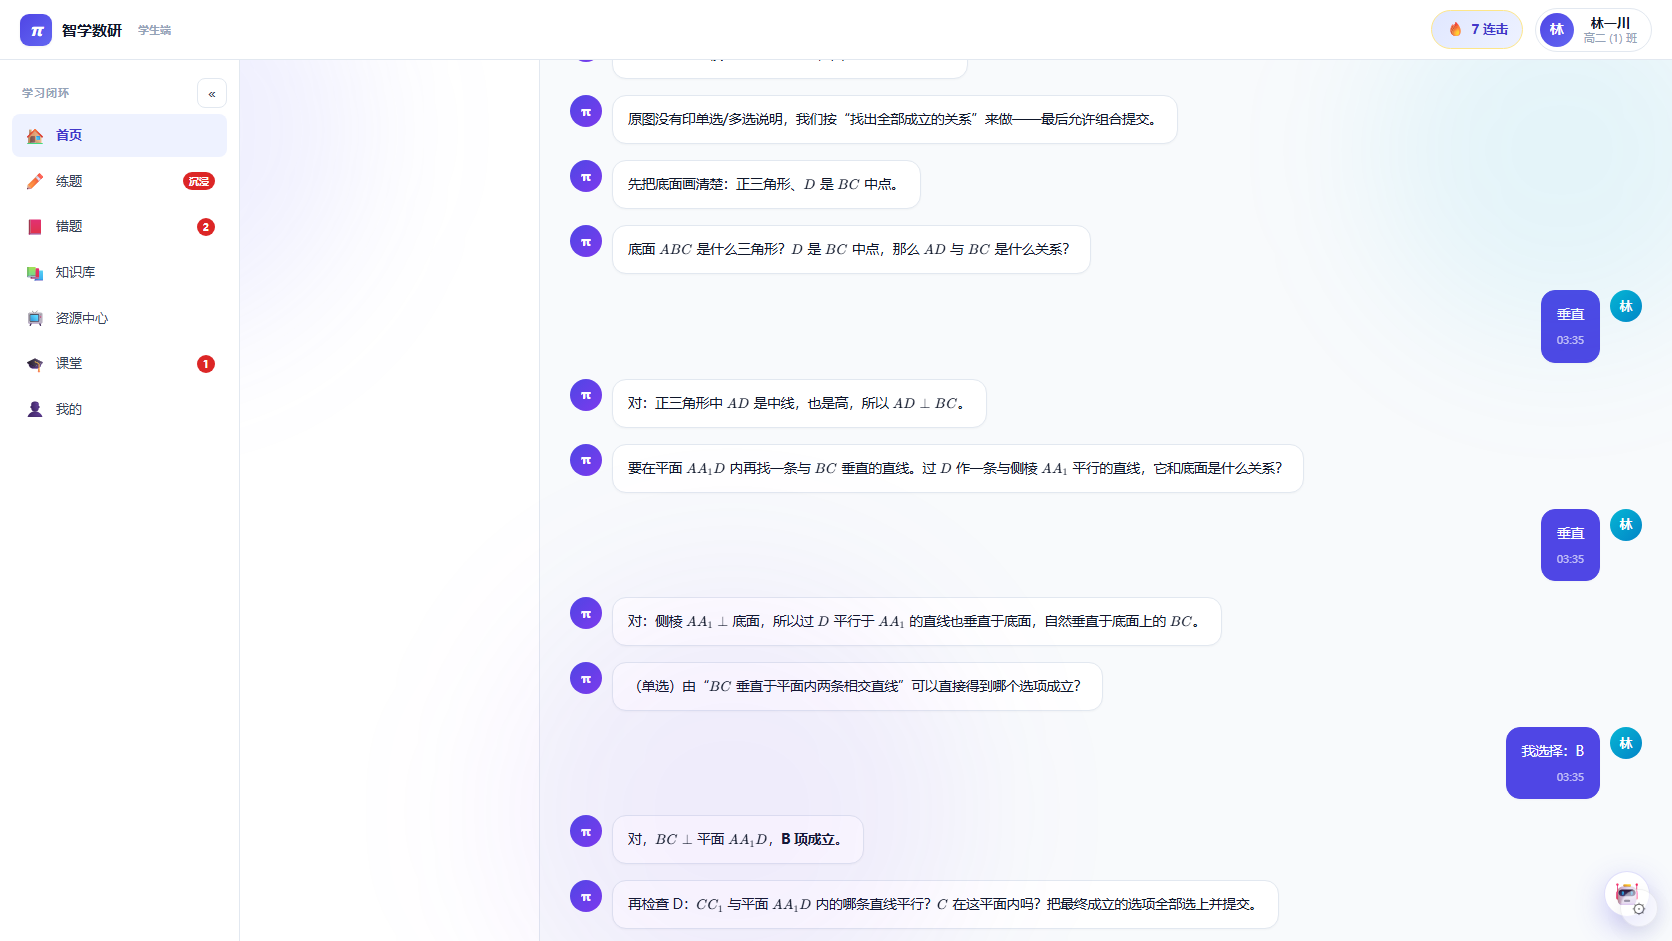 π 智学数研 学生端
7 连击
林 林一川
高二 (1) 班
学习闭环 «
首页
练题 沉浸
错题 2
知识库
资源中心
课堂 1
我的
π 原图没有印单选/多选说明，我们按“找出全部成立的关系”来做——最后允许组合提交。
π 先把底面画清楚：正三角形、D 是 BC 中点。
π 底面 ABC 是什么三角形？D 是 BC 中点，那么 AD 与 BC 是什么关系？
垂直 林
03:35
π 对：正三角形中 AD 是中线，也是高，所以 AD ⊥ BC。
π 要在平面 AA₁D 内再找一条与 BC 垂直的直线。过 D 作一条与侧棱 AA₁ 平行的直线，它和底面是什么关系？
垂直 林
03:35
π 对：侧棱 AA₁ ⊥ 底面，所以过 D 平行于 AA₁ 的直线也垂直于底面，自然垂直于底面上的 BC。
π （单选）由“BC 垂直于平面内两条相交直线”可以直接得到哪个选项成立？
我选择：B 林
03:35
π 对，BC ⊥ 平面 AA₁D，B 项成立。
π 再检查 D：CC₁ 与平面 AA₁D 内的哪条直线平行？C 在这平面内吗？把最终成立的选项全部选上并提交。